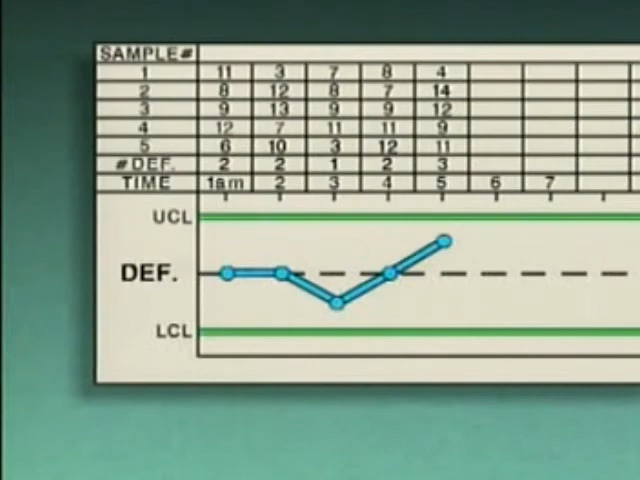 SAMPLE#
1 11 3 7 8 4
2 8 12 8 7 14
3 9 13 9 9 12
4 12 7 11 11 9
5 6 10 3 12 11
# DEF. 2 2 1 2 3
TIME 1am 2 3 4 5 6 7
UCL
DEF.
LCL